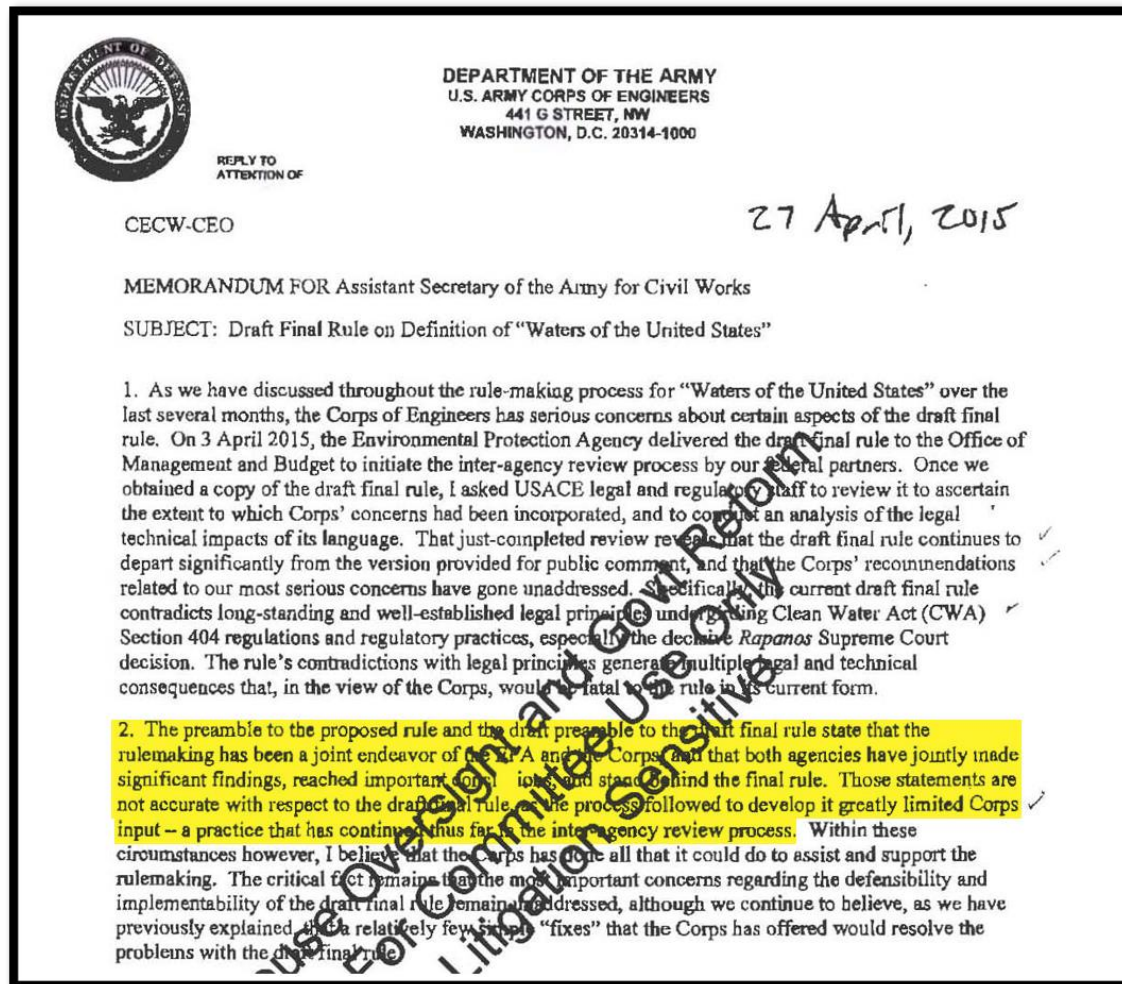 DEPARTMENT OF DEFENSE
DEPARTMENT OF THE ARMY
U.S. ARMY CORPS OF ENGINEERS
441 G STREET, NW
WASHINGTON, D.C. 20314-1000
REPLY TO
ATTENTION OF
CECW-CEO
27 April, 2015
MEMORANDUM FOR Assistant Secretary of the Army for Civil Works
SUBJECT: Draft Final Rule on Definition of "Waters of the United States"
1. As we have discussed throughout the rule-making process for "Waters of the United States" over the
last several months, the Corps of Engineers has serious concerns about certain aspects of the draft final
rule. On 3 April 2015, the Environmental Protection Agency delivered the draft final rule to the Office of
Management and Budget to initiate the inter-agency review process by our federal partners. Once we
obtained a copy of the draft final rule, I asked USACE legal and regulatory staff to review it to ascertain
the extent to which Corps' concerns had been incorporated, and to conduct an analysis of the legal
technical impacts of its language. That just-completed review reveals that the draft final rule continues to
depart significantly from the version provided for public comment, and that the Corps' recommendations
related to our most serious concerns have gone unaddressed. Specifically, the current draft final rule
contradicts long-standing and well-established legal principles undergirding Clean Water Act (CWA)
Section 404 regulations and regulatory practices, especially the decisive Rapanos Supreme Court
decision. The rule's contradictions with legal principles generate multiple legal and technical
consequences that, in the view of the Corps, would be fatal to the rule in its current form.
2. The preamble to the proposed rule and the draft preamble to the draft final rule state that the
rulemaking has been a joint endeavor of the EPA and the Corps, and that both agencies have jointly made
significant findings, reached important and stand behind the final rule. Those statements are
not accurate with respect to the draft final rule, as the process followed to develop it greatly limited Corps
input – a practice that has continued thus far in the inter-agency review process. Within these
circumstances however, I believe that the Corps has done all that it could do to assist and support the
rulemaking. The critical fact remains that the most important concerns regarding the defensibility and
implementability of the draft final rule remain unaddressed, although we continue to believe, as we have
previously explained, that a relatively few simple "fixes" that the Corps has offered would resolve the
problems with the draft final rule.
Oversight and Govt Reform
For Committee Use Only
Litigation Sensitive